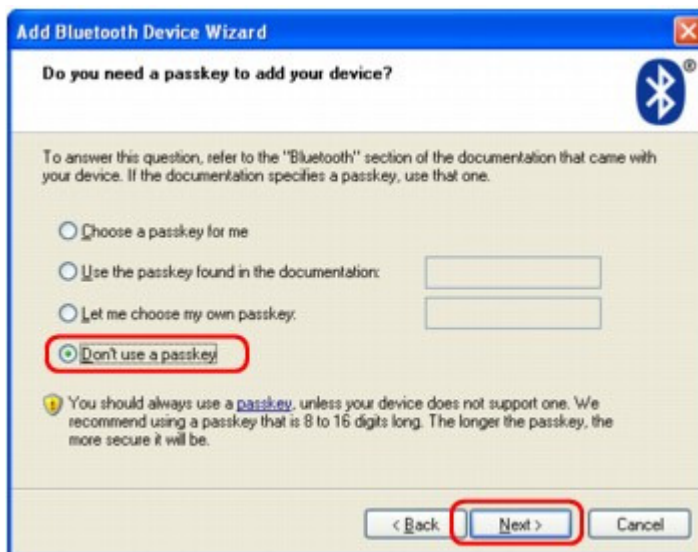 Add Bluetooth Device Wizard
Do you need a passkey to add your device?
®
To answer this question, refer to the "Bluetooth" section of the documentation that came with
your device. If the documentation specifies a passkey, use that one.
Choose a passkey for me
Use the passkey found in the documentation:
Let me choose my own passkey:
Don't use a passkey
You should always use a passkey, unless your device does not support one. We
recommend using a passkey that is 8 to 16 digits long. The longer the passkey, the
more secure it will be.
< Back
Next >
Cancel